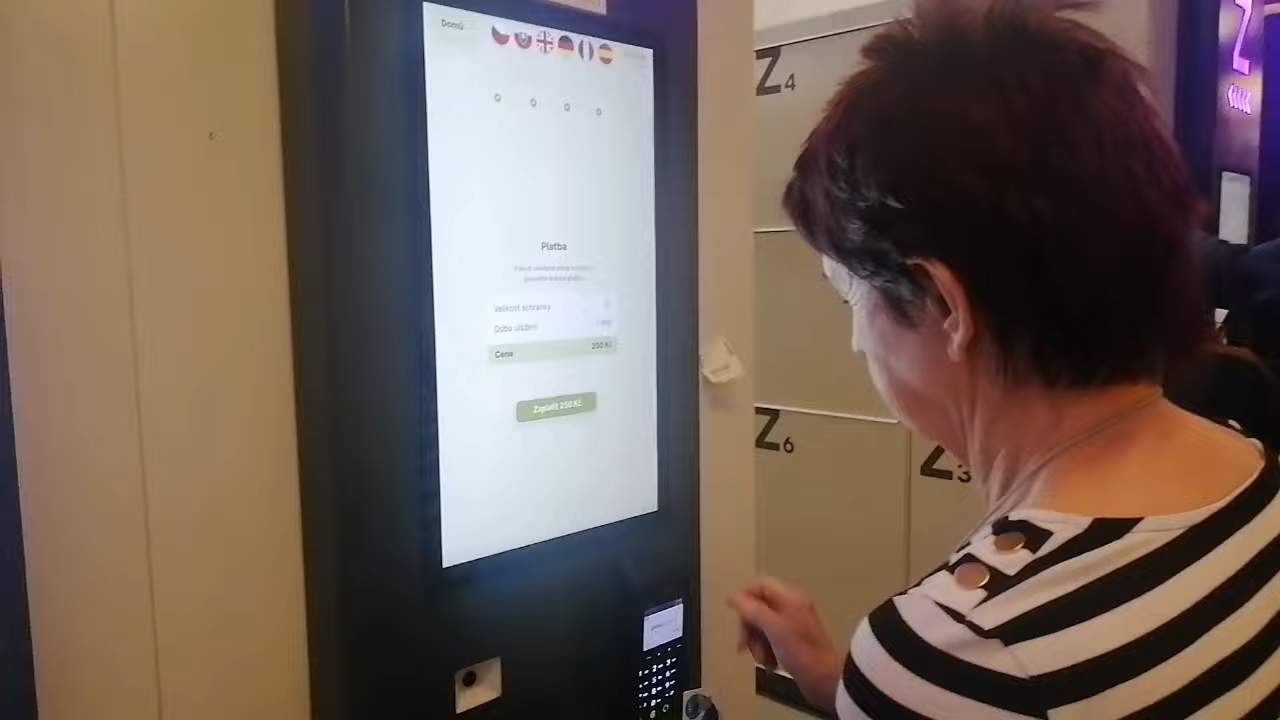 Domů
Platba
Velikost schránky
Doba uložení
Cena 250 Kč
Zaplatit 250 Kč
Z4
Z6
Z3